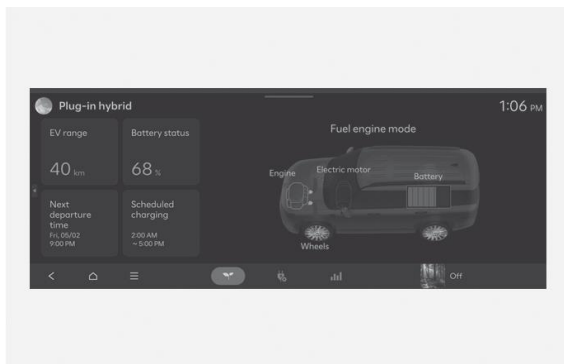 Plug-in hybrid
1:06 PM
EV range
40 km
Battery status
68 %
Next
departure
time
Fri, 05/02
9:00 PM
Scheduled
charging
2:00 AM
~ 5:00 PM
Fuel engine mode
Engine
Electric motor
Battery
Wheels
Off